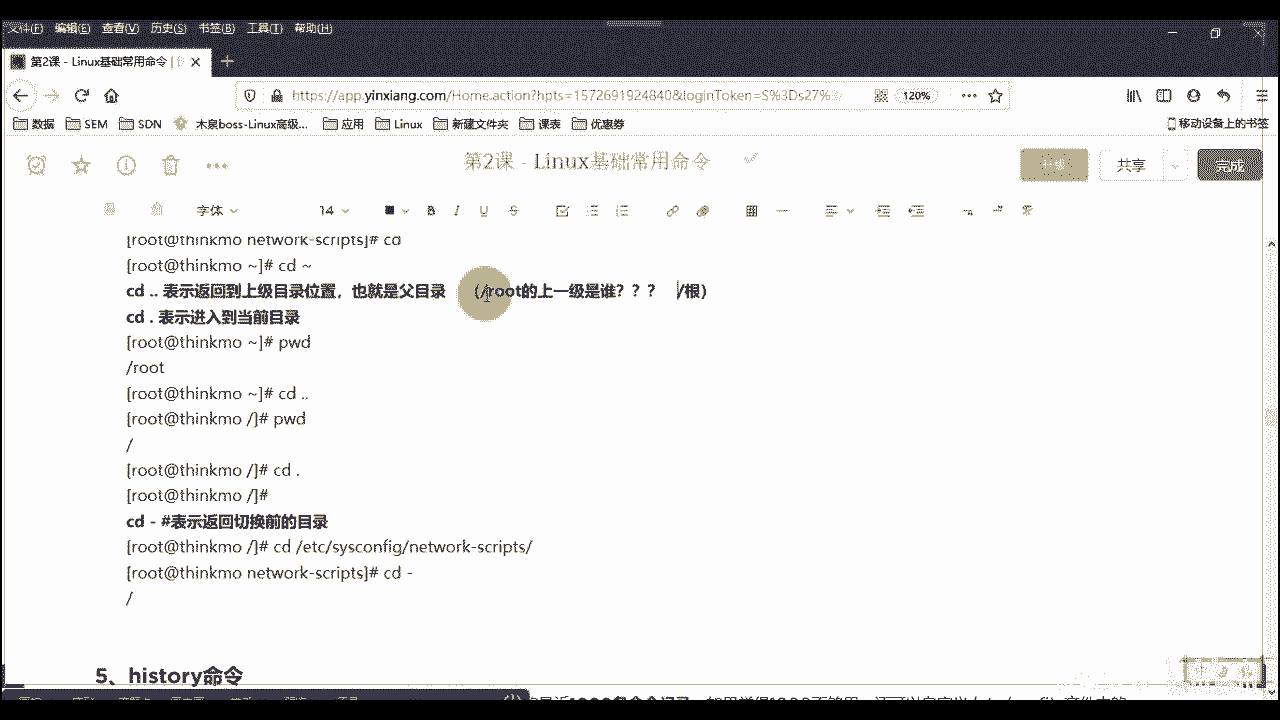 文件(F) 编辑(E) 查看(V) 历史(S) 书签(B) 工具(T) 帮助(H)
第2课 - Linux基础常用命令 |
https://app.yinxiang.com/Home.action?hpts=1572691924840&loginToken=S%3Ds27% 120%
数据 SEM SDN 木泉boss-Linux高级... 应用 Linux 新建文件夹 课表 优惠券 移动设备上的书签
第2课 - Linux基础常用命令
升级 共享 完成
字体 14 B I U S
[root@thinkmo network-scripts]# cd
[root@thinkmo ~]# cd ~
cd .. 表示返回到上级目录位置，也就是父目录 (/root的上一级是谁？？？ /根)
cd . 表示进入到当前目录
[root@thinkmo ~]# pwd
/root
[root@thinkmo ~]# cd ..
[root@thinkmo /]# pwd
/
[root@thinkmo /]# cd .
[root@thinkmo /]#
cd - #表示返回切换前的目录
[root@thinkmo /]# cd /etc/sysconfig/network-scripts/
[root@thinkmo network-scripts]# cd -
/
5、history命令